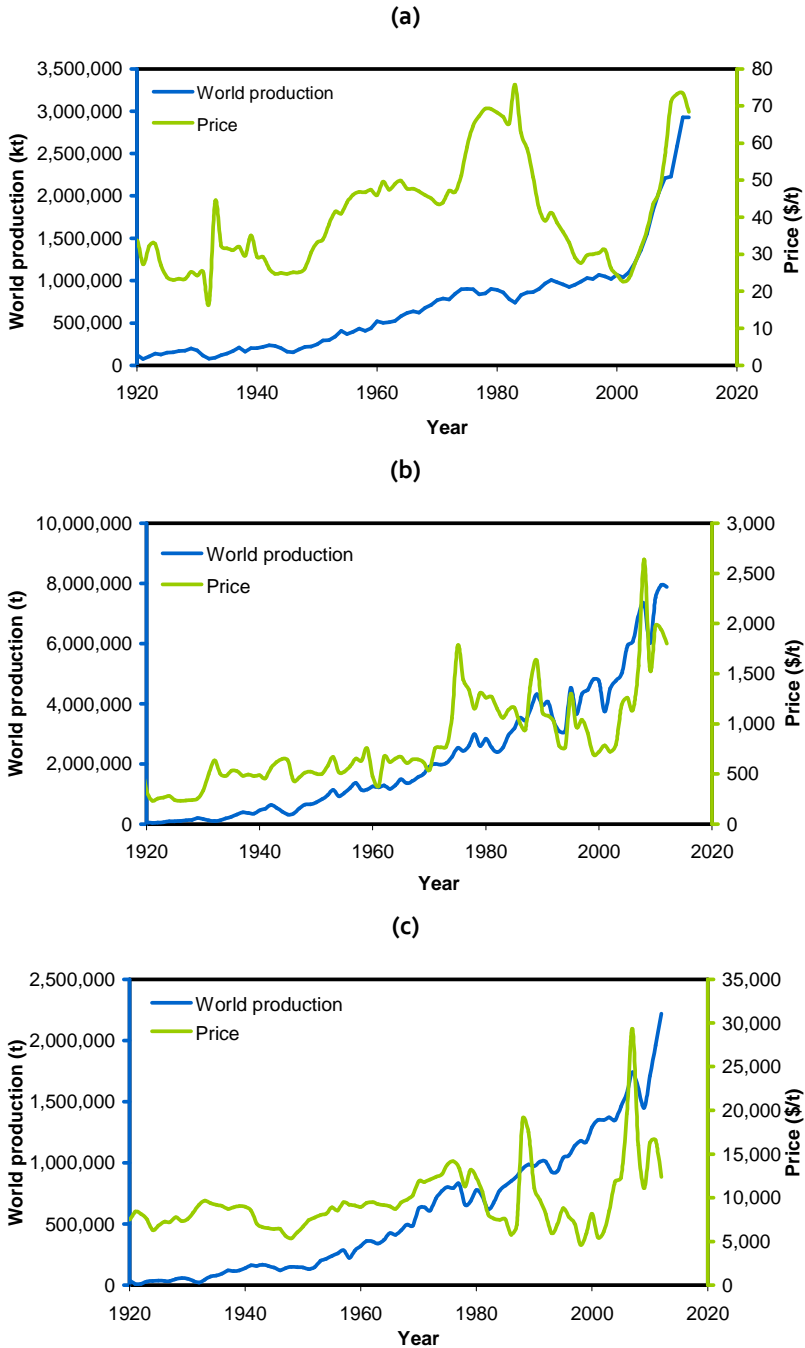 (a)
3,500,000
3,000,000
2,500,000
2,000,000
1,500,000
1,000,000
500,000
0
World production (kt)
World production
Price
80
70
60
50
40
30
20
10
0
Price ($/t)
1920 1940 1960 1980 2000 2020
Year
(b)
10,000,000
8,000,000
6,000,000
4,000,000
2,000,000
0
World production (t)
World production
Price
3,000
2,500
2,000
1,500
1,000
500
0
Price ($/t)
1920 1940 1960 1980 2000 2020
Year
(c)
2,500,000
2,000,000
1,500,000
1,000,000
500,000
0
World production (t)
World production
Price
35,000
30,000
25,000
20,000
15,000
10,000
5,000
0
Price ($/t)
1920 1940 1960 1980 2000 2020
Year